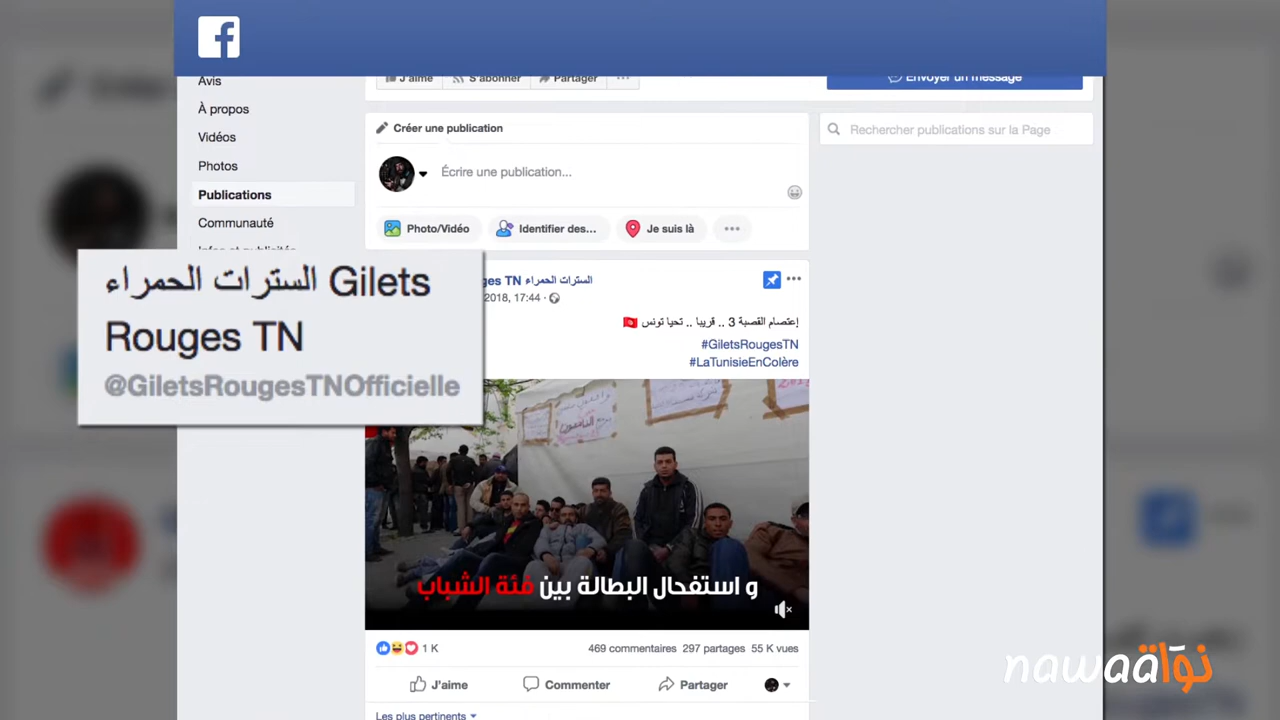 Avis
À propos
Vidéos
Photos
Publications
Communauté
J'aime S'abonner Partager ...
Envoyer un message
Rechercher publications sur la Page
Créer une publication
Écrire une publication...
Photo/Vidéo Identifier des... Je suis là ...
السترات الحمراء Gilets
Rouges TN
@GiletsRougesTNOfficielle
ges TN السترات الحمراء
2018, 17:44
إعتصام القصبة 3 .. قريبا .. تحيا تونس
#GiletsRougesTN
#LaTunisieEnColère
و استفحال البطالة بين فئة الشباب
1 K 469 commentaires 297 partages 55 K vues
J'aime Commenter Partager
Les plus pertinents
nawaat نواة